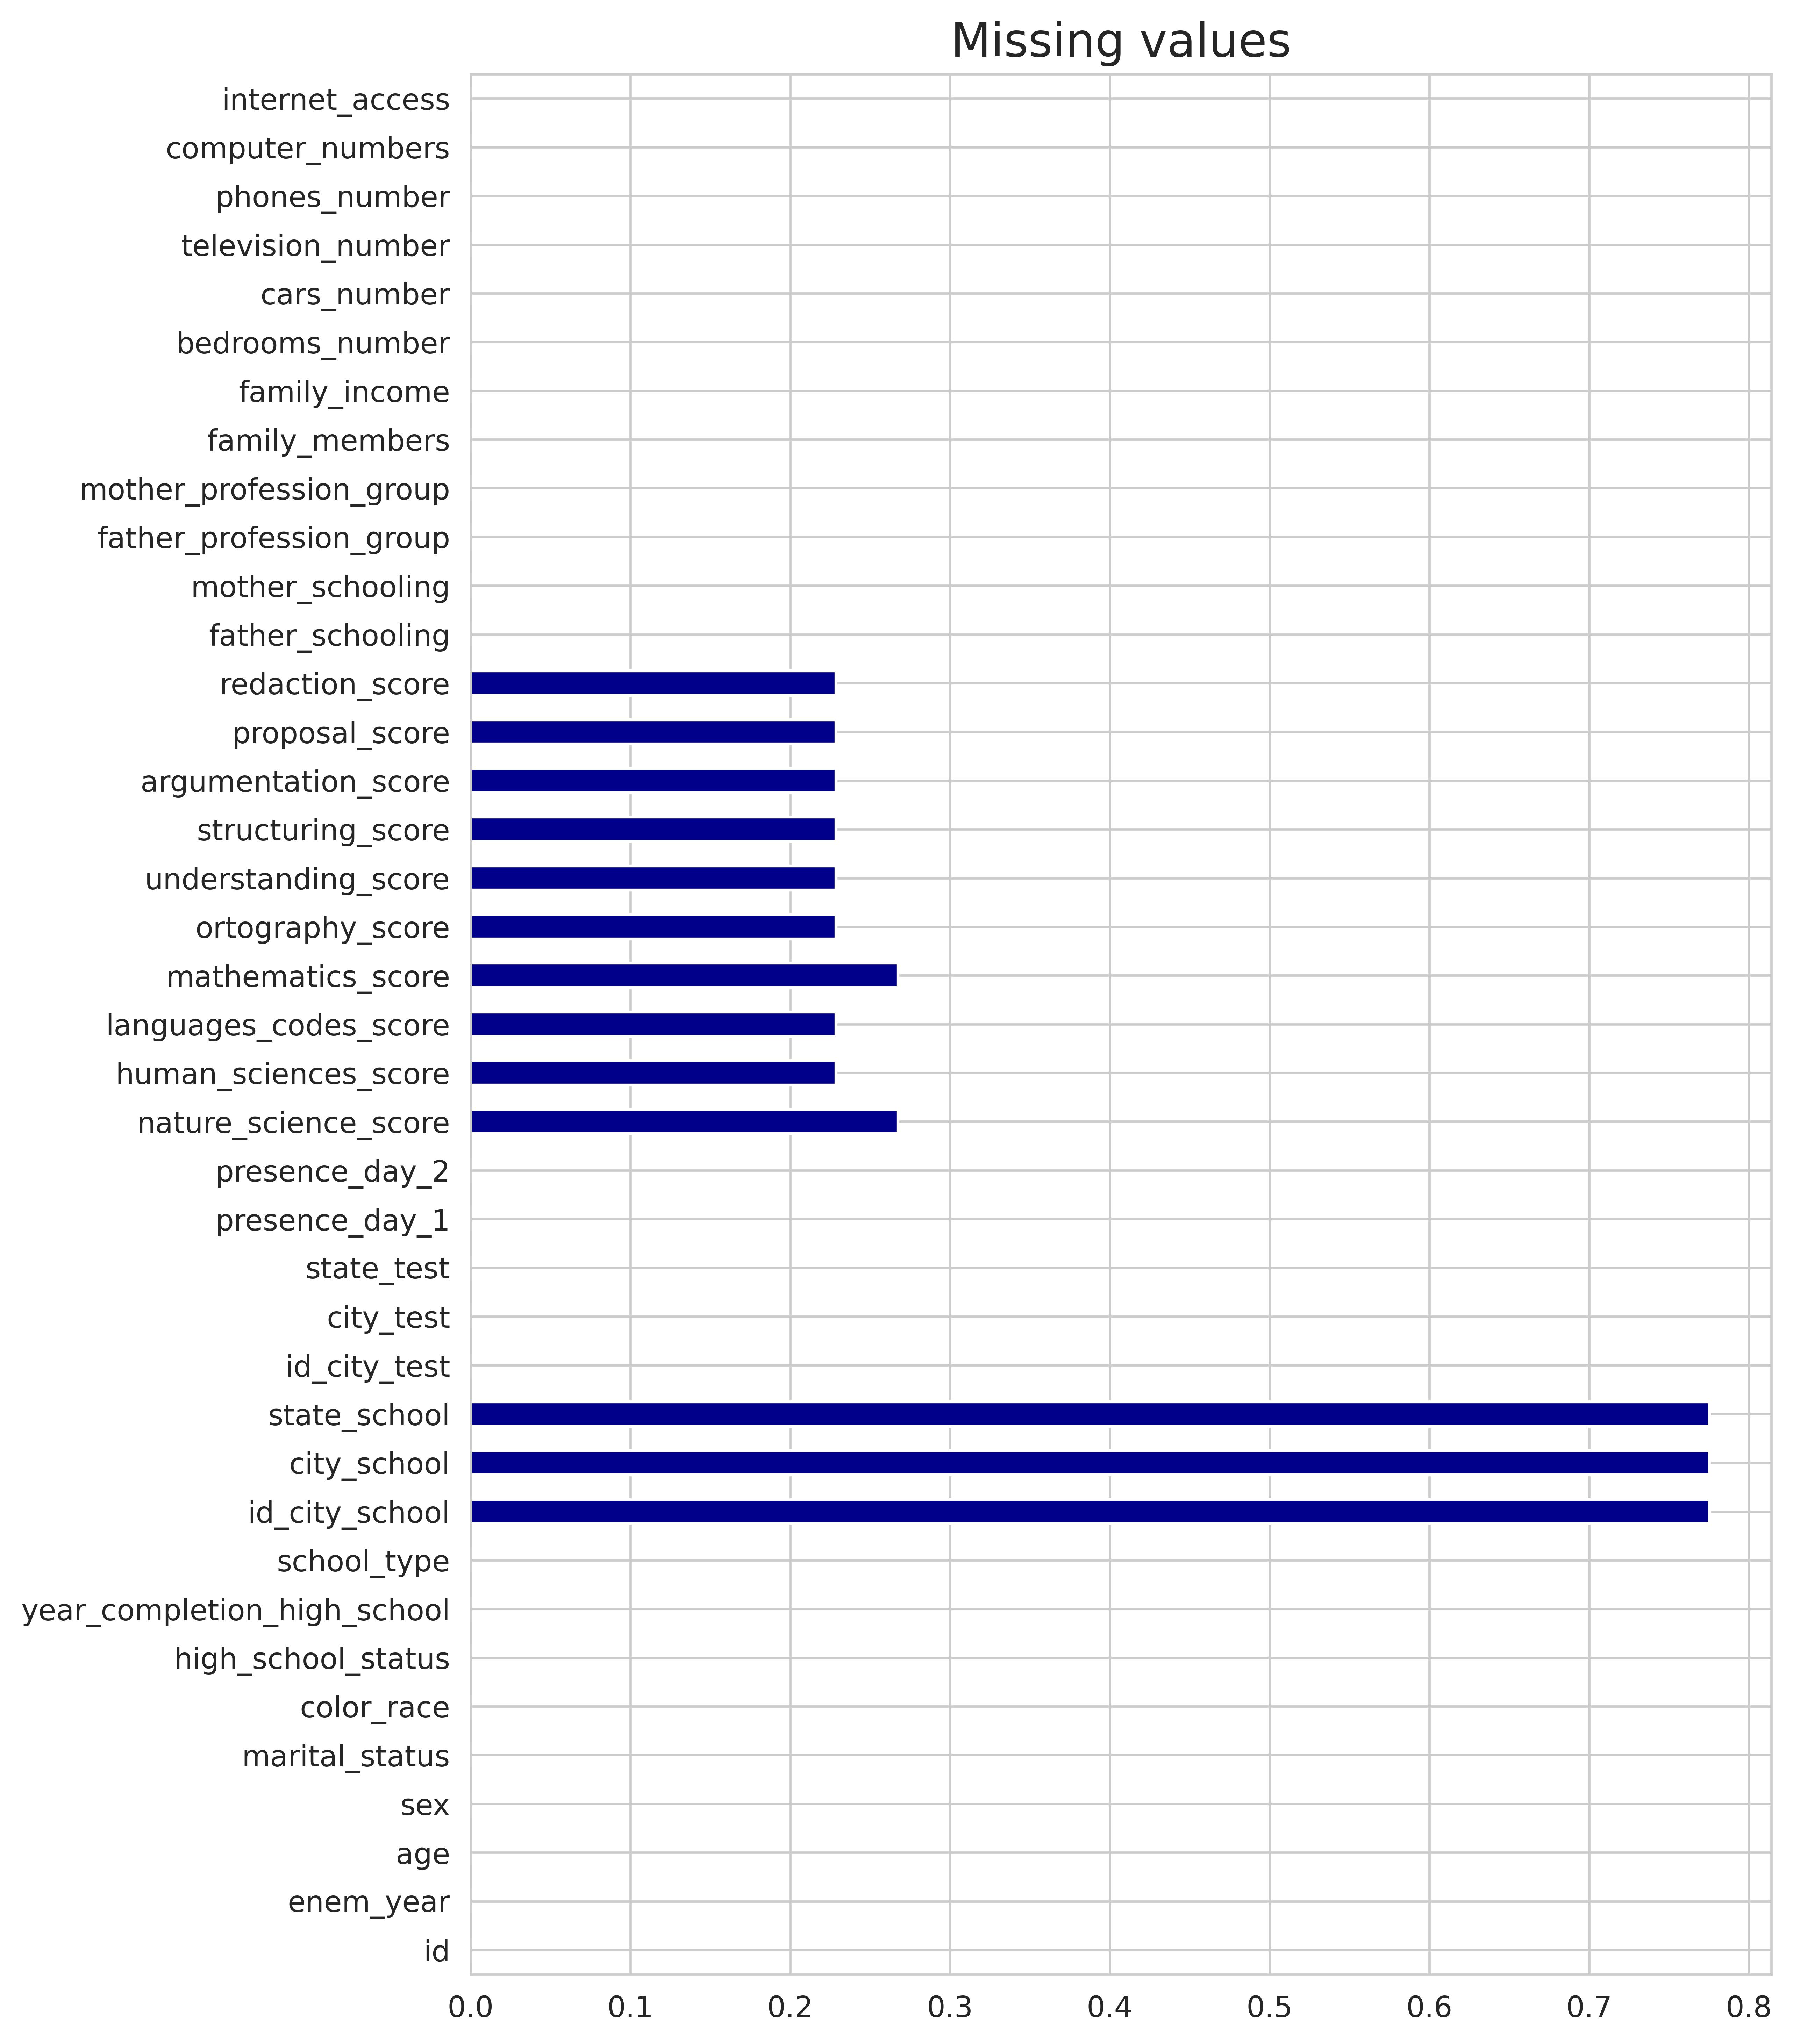 Missing values
internet_access
computer_numbers
phones_number
television_number
cars_number
bedrooms_number
family_income
family_members
mother_profession_group
father_profession_group
mother_schooling
father_schooling
redaction_score
proposal_score
argumentation_score
structuring_score
understanding_score
ortography_score
mathematics_score
languages_codes_score
human_sciences_score
nature_science_score
presence_day_2
presence_day_1
state_test
city_test
id_city_test
state_school
city_school
id_city_school
school_type
year_completion_high_school
high_school_status
color_race
marital_status
sex
age
enem_year
id
0.0 0.1 0.2 0.3 0.4 0.5 0.6 0.7 0.8